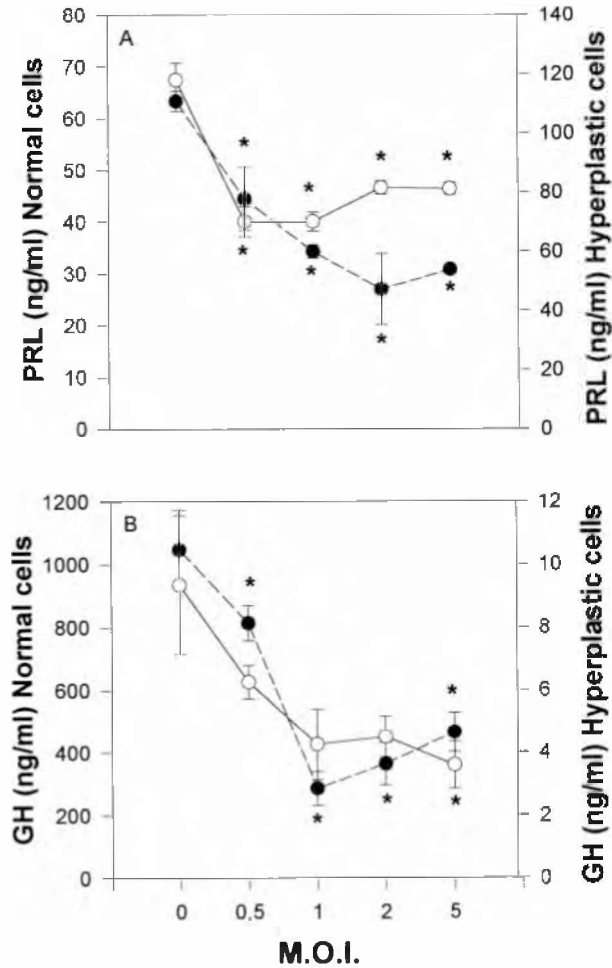 A
PRL (ng/ml) Normal cells
80
70
60
50
40
30
20
10
0
* * * *
* * * *
140
120
100
80
60
40
20
0
PRL (ng/ml) Hyperplastic cells
B
GH (ng/ml) Normal cells
1200
1000
800
600
400
200
0
* *
* * *
12
10
8
6
4
2
0
GH (ng/ml) Hyperplastic cells
0 0.5 1 2 5
M.O.I.